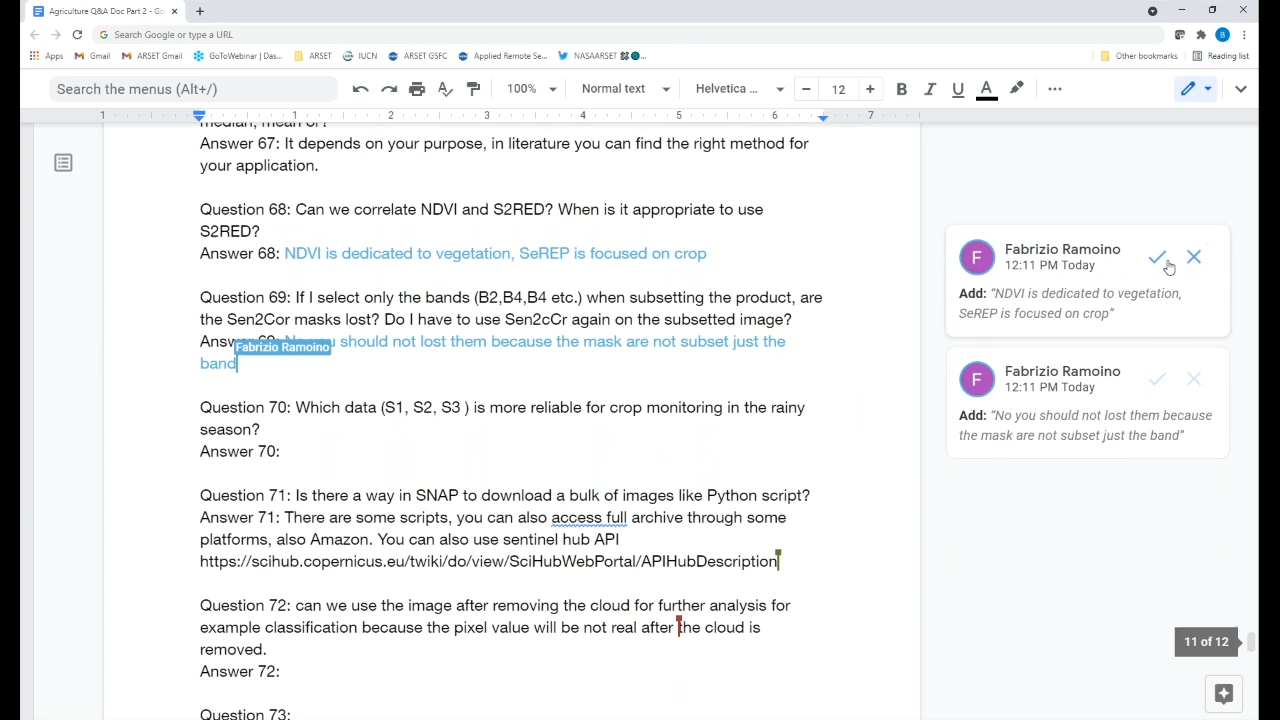 Agriculture Q&A Doc Part 2 - Go
Search Google or type a URL
Apps Gmail ARSET Gmail GoToWebinar | Das... ARSET IUCN ARSET GSFC Applied Remote Se... NASAARSET Other bookmarks Reading list
Search the menus (Alt+/) 100% Normal text Helvetica ... 12 B I U A
1 1 2 3 4 5 6 7
median, mean or?
Answer 67: It depends on your purpose, in literature you can find the right method for
your application.
Question 68: Can we correlate NDVI and S2RED? When is it appropriate to use
S2RED?
Answer 68: NDVI is dedicated to vegetation, SeREP is focused on crop
Question 69: If I select only the bands (B2,B4,B4 etc.) when subsetting the product, are
the Sen2Cor masks lost? Do I have to use Sen2cCr again on the subsetted image?
should not lost them because the mask are not subset just the
Fabrizio Ramoino
band
Question 70: Which data (S1, S2, S3 ) is more reliable for crop monitoring in the rainy
season?
Answer 70:
Question 71: Is there a way in SNAP to download a bulk of images like Python script?
Answer 71: There are some scripts, you can also access full archive through some
platforms, also Amazon. You can also use sentinel hub API
https://scihub.copernicus.eu/twiki/do/view/SciHubWebPortal/APIHubDescription
Question 72: can we use the image after removing the cloud for further analysis for
example classification because the pixel value will be not real after the cloud is
removed.
Answer 72:
Question 73:
F Fabrizio Ramoino
12:11 PM Today
Add: "NDVI is dedicated to vegetation,
SeREP is focused on crop"
F Fabrizio Ramoino
12:11 PM Today
Add: "No you should not lost them because
the mask are not subset just the band"
11 of 12